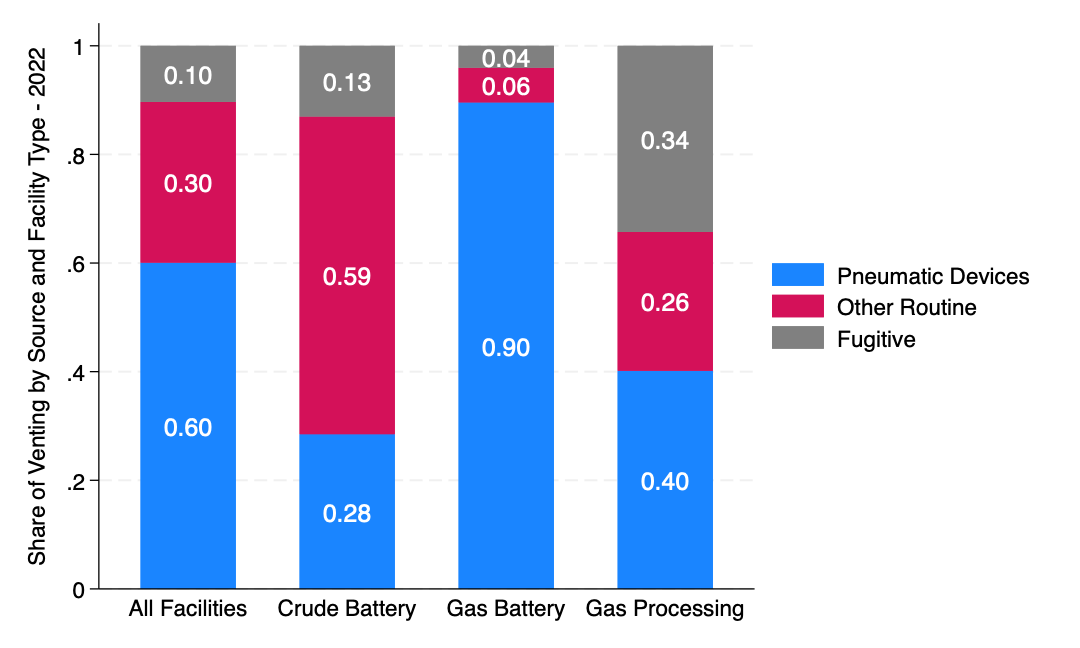 Share of Venting by Source and Facility Type - 2022
1
.8
.6
.4
.2
0
0.10
0.30
0.60
0.13
0.59
0.28
0.04
0.06
0.90
0.34
0.26
0.40
All Facilities
Crude Battery
Gas Battery
Gas Processing
Pneumatic Devices
Other Routine
Fugitive